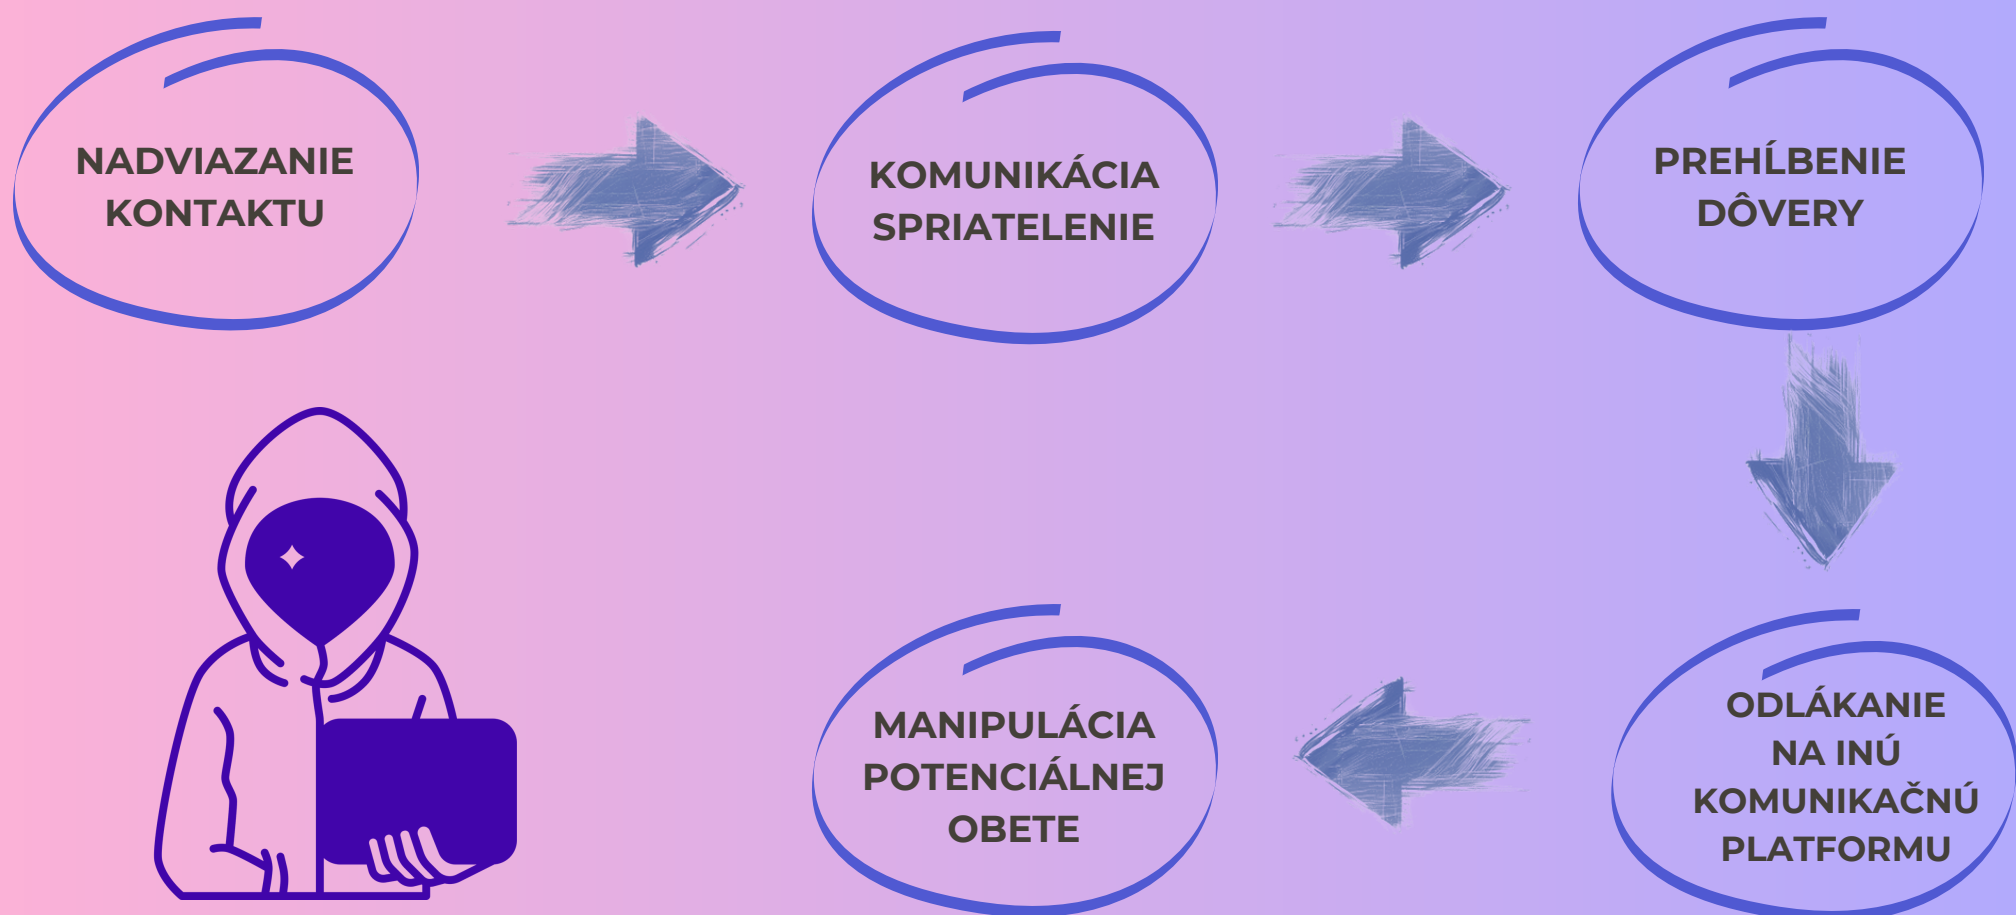 NADVIAZANIE
KONTAKTU
KOMUNIKÁCIA
SPRIATELENIE
PREHĹBENIE
DÔVERY
ODLÁKANIE
NA INÚ
KOMUNIKAČNÚ
PLATFORMU
MANIPULÁCIA
POTENCIÁLNEJ
OBETE